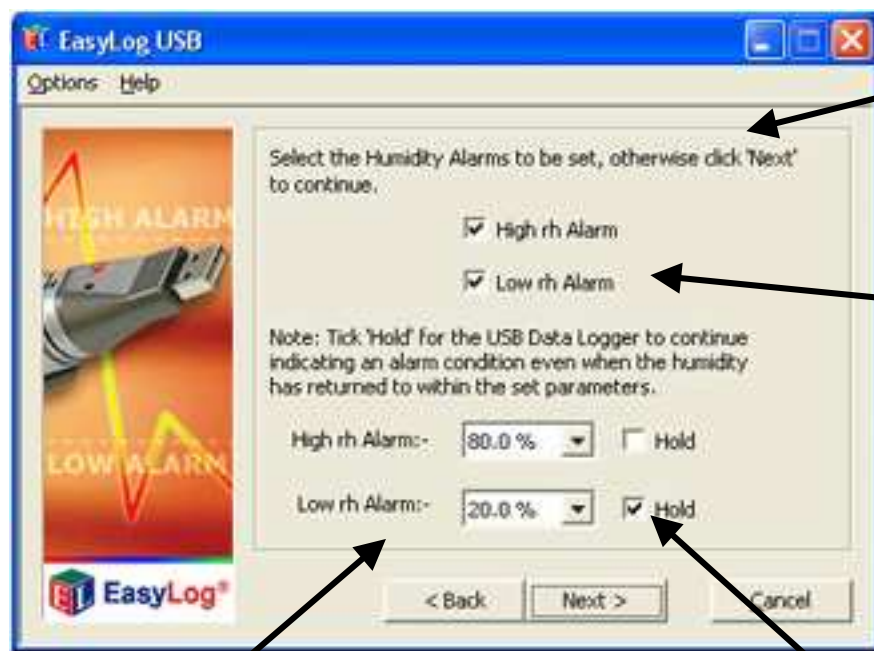 EasyLog USB
Options Help
HIGH ALARM
LOW ALARM
EasyLog®
Select the Humidity Alarms to be set, otherwise click 'Next'
to continue.
High rh Alarm
Low rh Alarm
Note: Tick 'Hold' for the USB Data Logger to continue
indicating an alarm condition even when the humidity
has returned to within the set parameters.
High rh Alarm:- 80.0 % Hold
Low rh Alarm:- 20.0 % Hold
< Back Next > Cancel